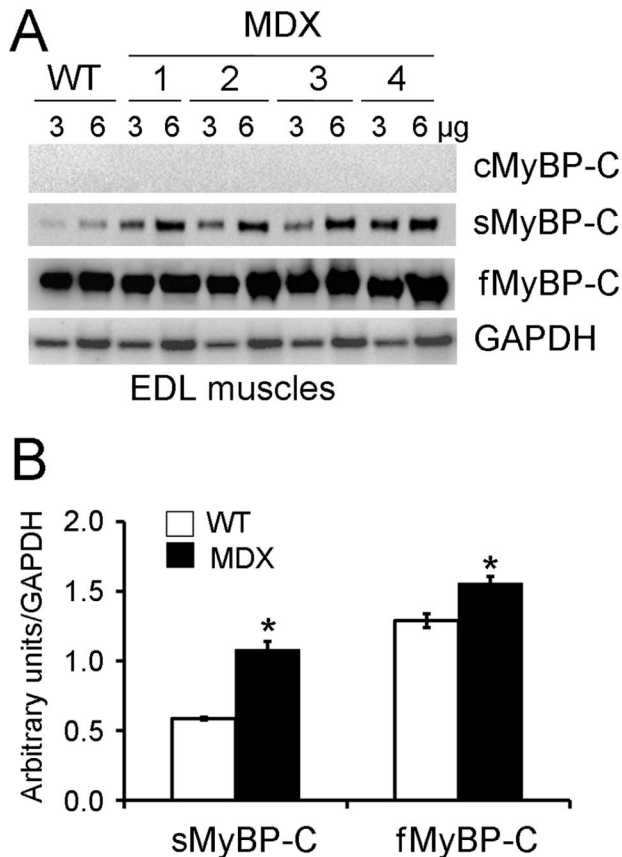 A
MDX
WT 1 2 3 4
3 6 3 6 3 6 3 6 3 6 µg
cMyBP-C
sMyBP-C
fMyBP-C
GAPDH
EDL muscles
B
Arbitrary units/GAPDH
2.0
1.5
1.0
0.5
0.0
WT
MDX
*
*
sMyBP-C fMyBP-C